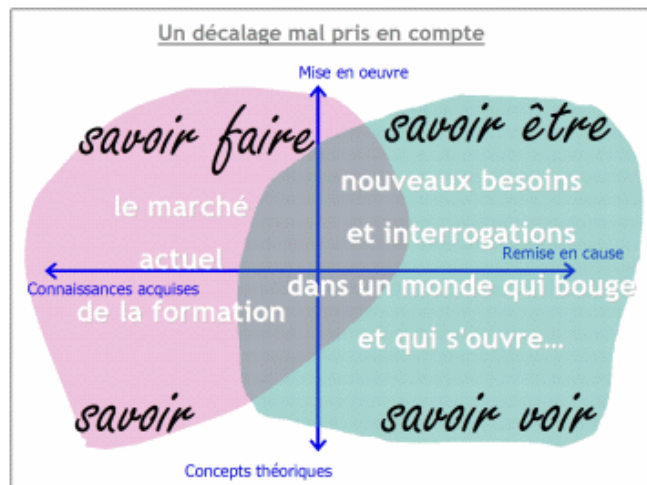 Un décalage mal pris en compte
Mise en oeuvre
savoir faire
savoir être
le marché
actuel
de la formation
nouveaux besoins
et interrogations
Remise en cause
Connaissances acquises
dans un monde qui bouge
et qui s'ouvre...
savoir
savoir voir
Concepts théoriques